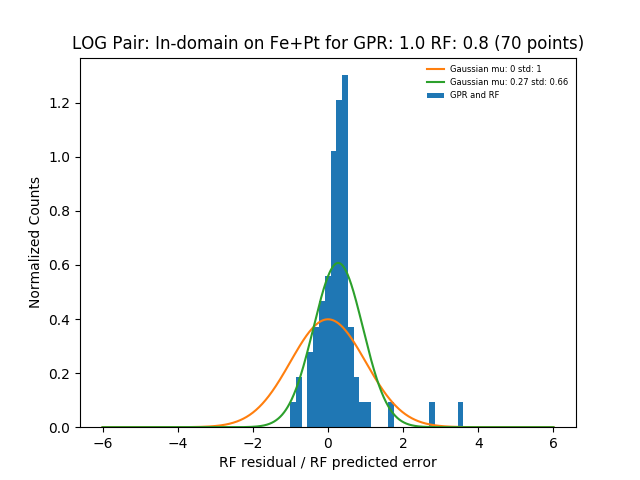 LOG Pair: In-domain on Fe+Pt for GPR: 1.0 RF: 0.8 (70 points)
Gaussian mu: 0 std: 1
Gaussian mu: 0.27 std: 0.66
GPR and RF
Normalized Counts
1.2
1.0
0.8
0.6
0.4
0.2
0.0
−6 −4 −2 0 2 4 6
RF residual / RF predicted error